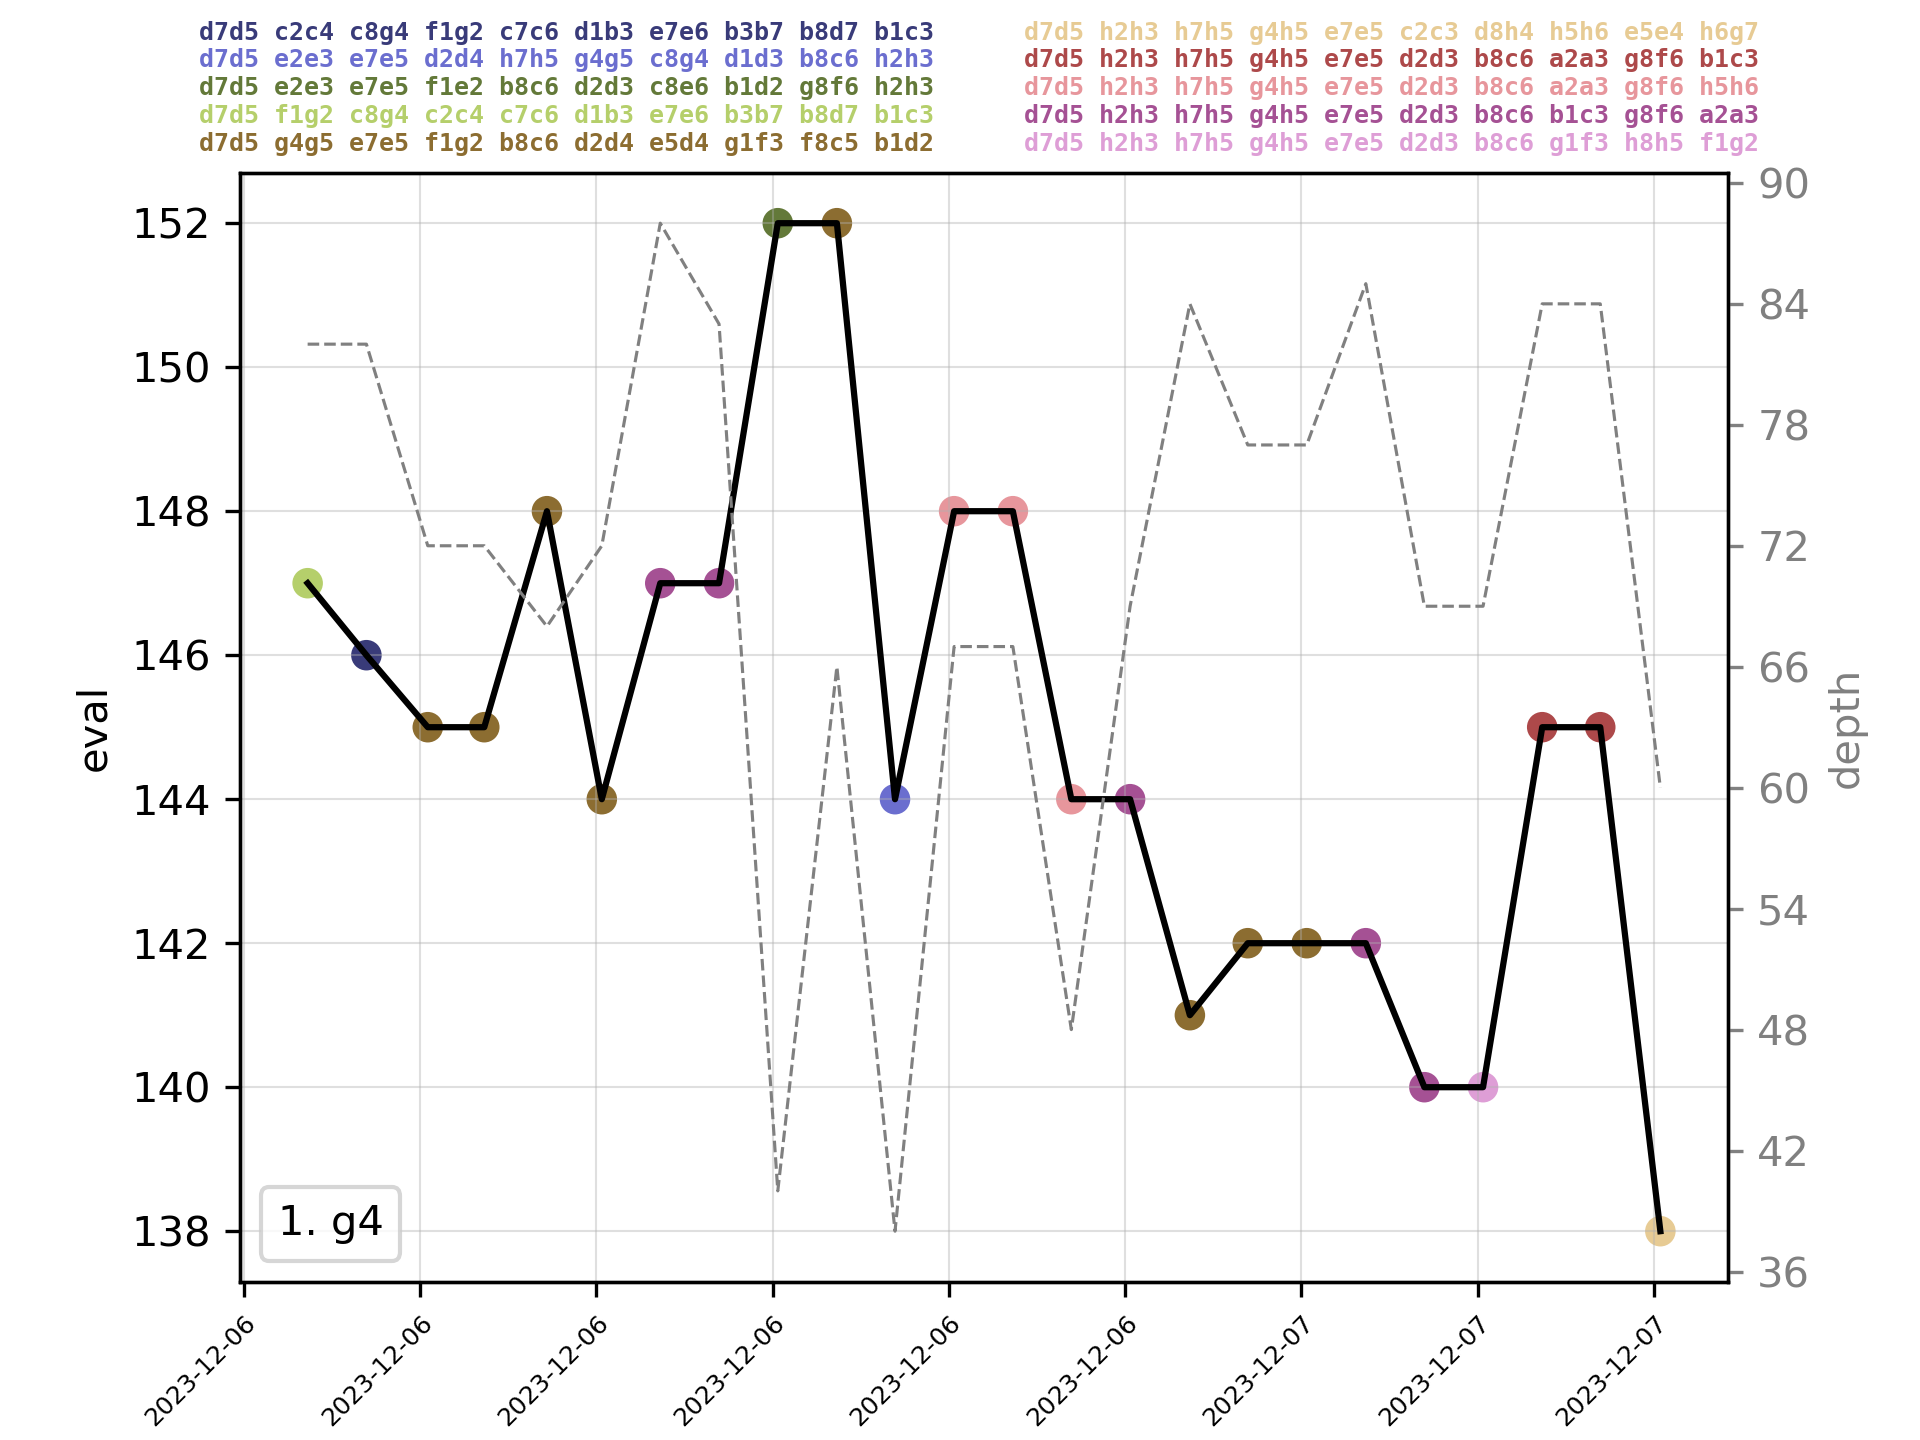 d7d5 c2c4 c8g4 f1g2 c7c6 d1b3 e7e6 b3b7 b8d7 b1c3
d7d5 e2e3 e7e5 d2d4 h7h5 g4g5 c8g4 d1d3 b8c6 h2h3
d7d5 e2e3 e7e5 f1e2 b8c6 d2d3 c8e6 b1d2 g8f6 h2h3
d7d5 f1g2 c8g4 c2c4 c7c6 d1b3 e7e6 b3b7 b8d7 b1c3
d7d5 g4g5 e7e5 f1g2 b8c6 d2d4 e5d4 g1f3 f8c5 b1d2
d7d5 h2h3 h7h5 g4h5 e7e5 c2c3 d8h4 h5h6 e5e4 h6g7
d7d5 h2h3 h7h5 g4h5 e7e5 d2d3 b8c6 a2a3 g8f6 b1c3
d7d5 h2h3 h7h5 g4h5 e7e5 d2d3 b8c6 a2a3 g8f6 h5h6
d7d5 h2h3 h7h5 g4h5 e7e5 d2d3 b8c6 b1c3 g8f6 a2a3
d7d5 h2h3 h7h5 g4h5 e7e5 d2d3 b8c6 g1f3 h8h5 f1g2
152
150
148
146
144
142
140
138
eval
90
84
78
72
66
60
54
48
42
36
depth
1. g4
2023-12-06
2023-12-06
2023-12-06
2023-12-06
2023-12-06
2023-12-06
2023-12-07
2023-12-07
2023-12-07